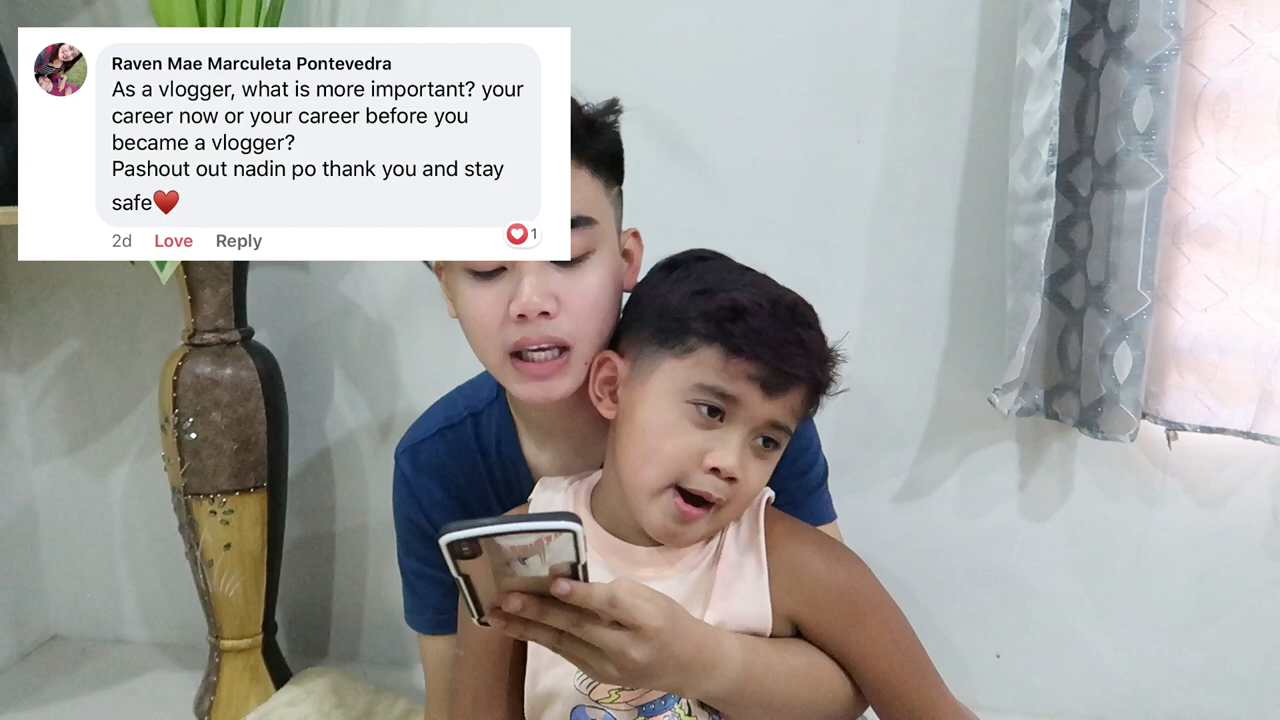 Raven Mae Marculeta Pontevedra
As a vlogger, what is more important? your
career now or your career before you
became a vlogger?
Pashout out nadin po thank you and stay
safe❤️
2d Love Reply 1